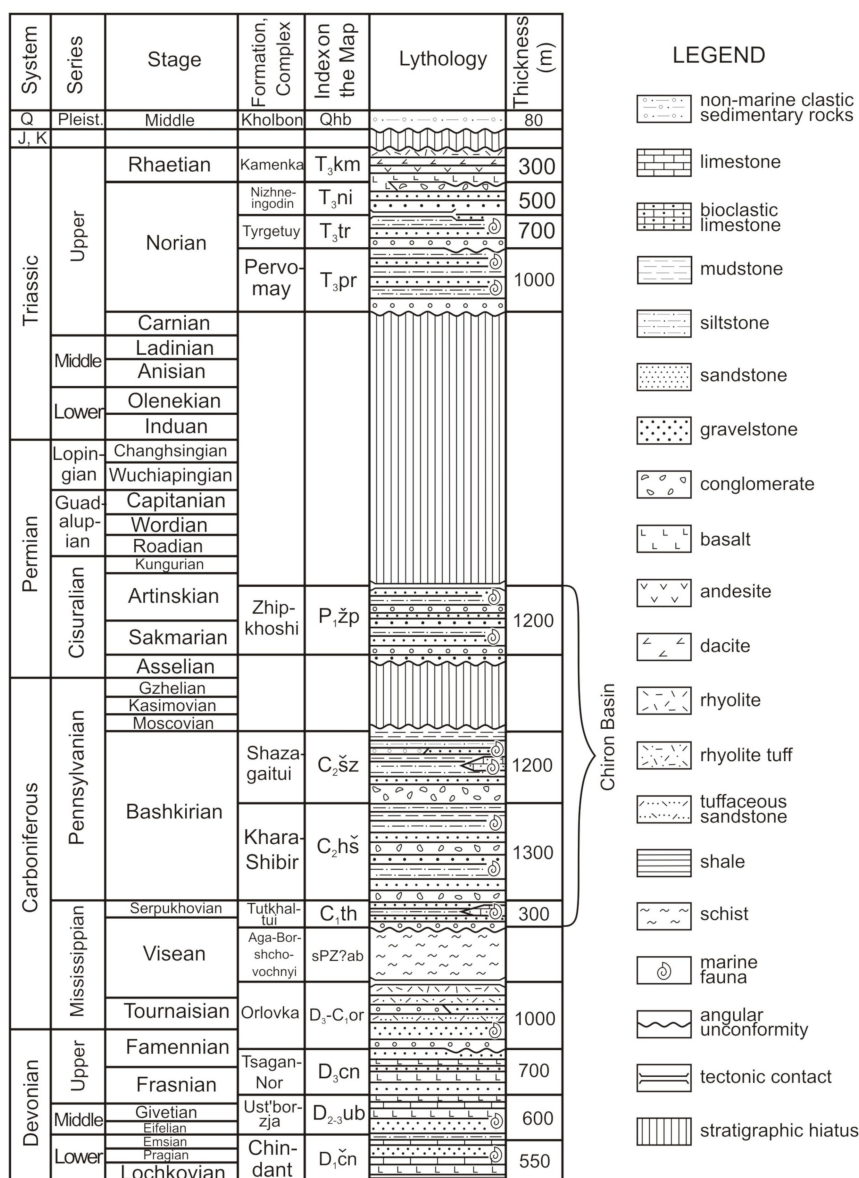 System
Series
Stage
Formation,
Complex
Index on
the Map
Lythology
Thickness
(m)
Q
Pleist.
Middle
Kholbon
Qhb
80
J, K
Triassic
Upper
Rhaetian
Kamenka
T₃km
300
Norian
Nizhne-
ingodin
T₃ni
500
Tyrgetuy
T₃tr
700
Pervo-
may
T₃pr
1000
Carnian
Middle
Ladinian
Anisian
Lower
Olenekian
Induan
Permian
Lopin-
gian
Changhsingian
Wuchiapingian
Guad-
alup-
ian
Capitanian
Wordian
Roadian
Cisuralian
Kungurian
Artinskian
Zhip-
khoshi
P₁žp
1200
Sakmarian
Asselian
Carboniferous
Pennsylvanian
Gzhelian
Kasimovian
Moscovian
Bashkirian
Shaza-
gaitui
C₂šz
1200
Khara-
Shibir
C₂hš
1300
Mississippian
Serpukhovian
Tutkhal-
tui
C₁th
300
Visean
Aga-Bor-
shcho-
vochnyi
sPZ?ab
Tournaisian
Orlovka
D₃-C₁or
1000
Devonian
Upper
Famennian
Tsagan-
Nor
D₃cn
700
Frasnian
Middle
Givetian
Eifelian
Ust'bor-
zja
D₂₋₃ub
600
Lower
Emsian
Pragian
Lochkovian
Chin-
dant
D₁čn
550
Chiron Basin
LEGEND
non-marine clastic
sedimentary rocks
limestone
bioclastic
limestone
mudstone
siltstone
sandstone
gravelstone
conglomerate
basalt
andesite
dacite
rhyolite
rhyolite tuff
tuffaceous
sandstone
shale
schist
marine
fauna
angular
unconformity
tectonic contact
stratigraphic hiatus